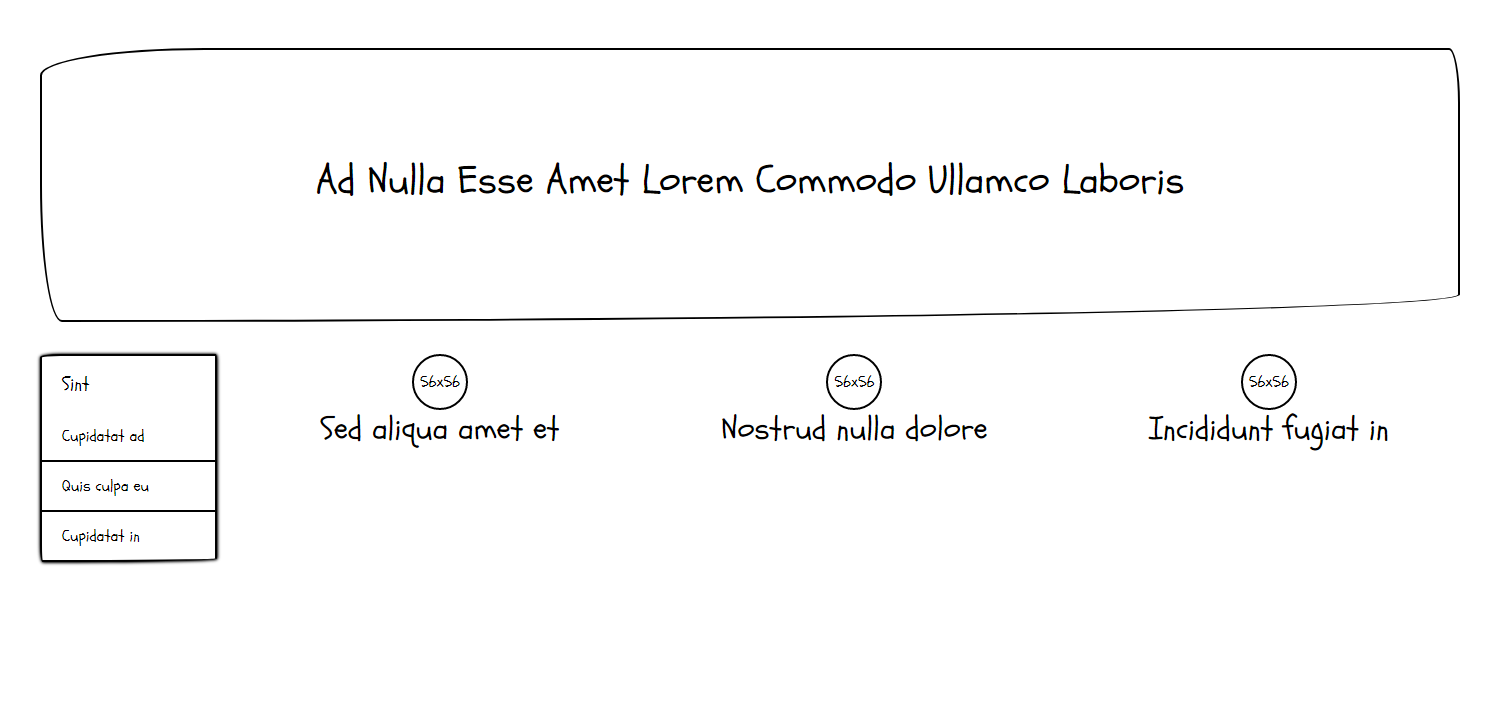 Ad Nulla Esse Amet Lorem Commodo Ullamco Laboris
Sint
Cupidatat ad
Quis culpa eu
Cupidatat in
56x56
Sed aliqua amet et
56x56
Nostrud nulla dolore
56x56
Incididunt fugiat in